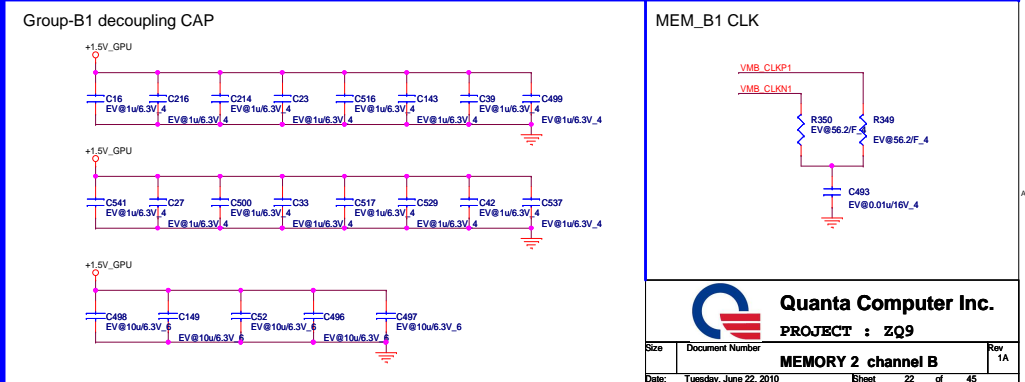 Group-B1 decoupling CAP
+1.5V_GPU
C16 C216 C214 C23 C516 C143 C39 C499
EV@1u/6.3V_4 EV@1u/6.3V_4 EV@1u/6.3V_4 EV@1u/6.3V_4
EV@1u/6.3V_4 EV@1u/6.3V_4 EV@1u/6.3V_4 EV@1u/6.3V_4
+1.5V_GPU
C541 C27 C500 C33 C517 C529 C42 C537
EV@1u/6.3V_4 EV@1u/6.3V_4 EV@1u/6.3V_4 EV@1u/6.3V_4
EV@1u/6.3V_4 EV@1u/6.3V_4 EV@1u/6.3V_4 EV@1u/6.3V_4
+1.5V_GPU
C498 C149 C52 C496 C497
EV@10u/6.3V_6 EV@10u/6.3V_6 EV@10u/6.3V_6
EV@10u/6.3V_6 EV@10u/6.3V_6
MEM_B1 CLK
VMB_CLKP1
VMB_CLKN1
R350 R349
EV@56.2/F_4
EV@56.2/F_4
C493
EV@0.01u/16V_4
A
Quanta Computer Inc.
PROJECT : ZQ9
Size Document Number Rev
MEMORY 2 channel B 1A
Date: Tuesday, June 22, 2010 Sheet 22 of 45